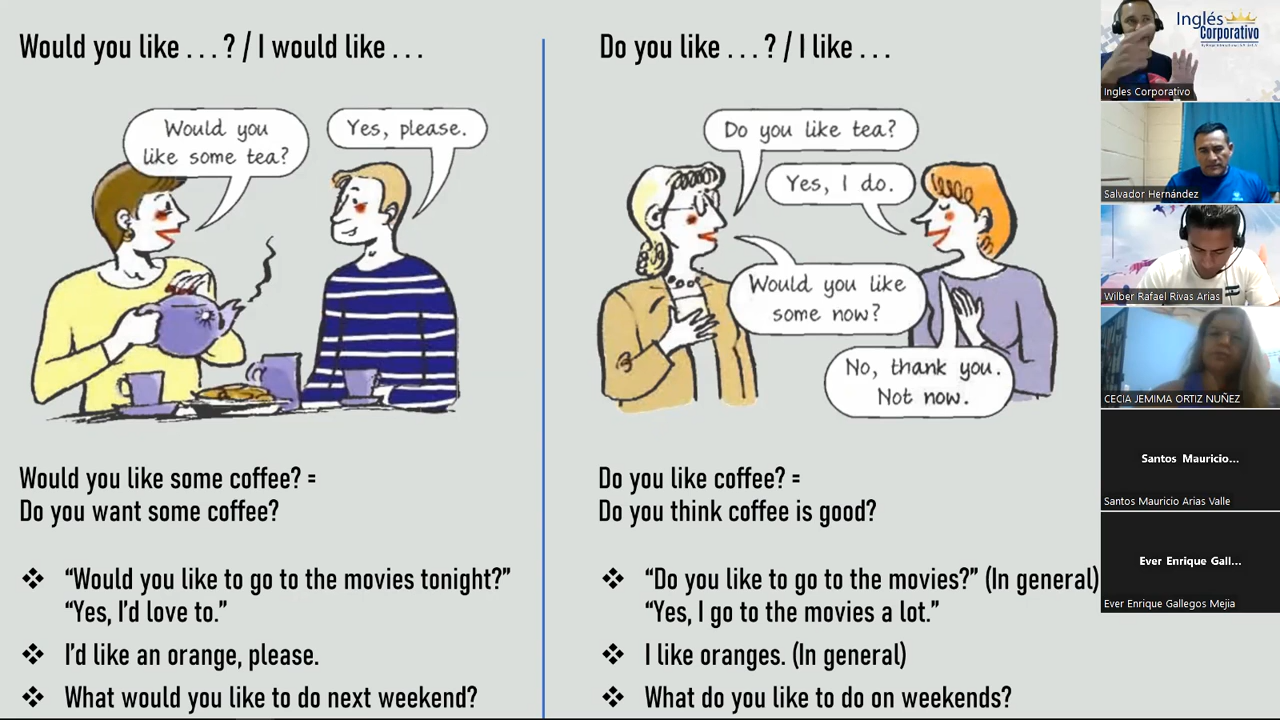 Would you like . . . ? / I would like . . .
Would you
like some tea?
Yes, please.
Would you like some coffee? =
Do you want some coffee?
❖ “Would you like to go to the movies tonight?”
“Yes, I’d love to.”
❖ I’d like an orange, please.
❖ What would you like to do next weekend?
Do you like . . . ? / I like . . .
Do you like tea?
Yes, I do.
Would you like
some now?
No, thank you.
Not now.
Do you like coffee? =
Do you think coffee is good?
❖ “Do you like to go to the movies?” (In general)
“Yes, I go to the movies a lot.”
❖ I like oranges. (In general)
❖ What do you like to do on weekends?
Inglés
Corporativo
Ingles Corporativo
Salvador Hernández
Wilber Rafael Rivas Arias
CECIA JEMIMA ORTIZ NUÑEZ
Santos Mauricio...
Santos Mauricio Arias Valle
Ever Enrique Gall...
Ever Enrique Gallegos Mejia